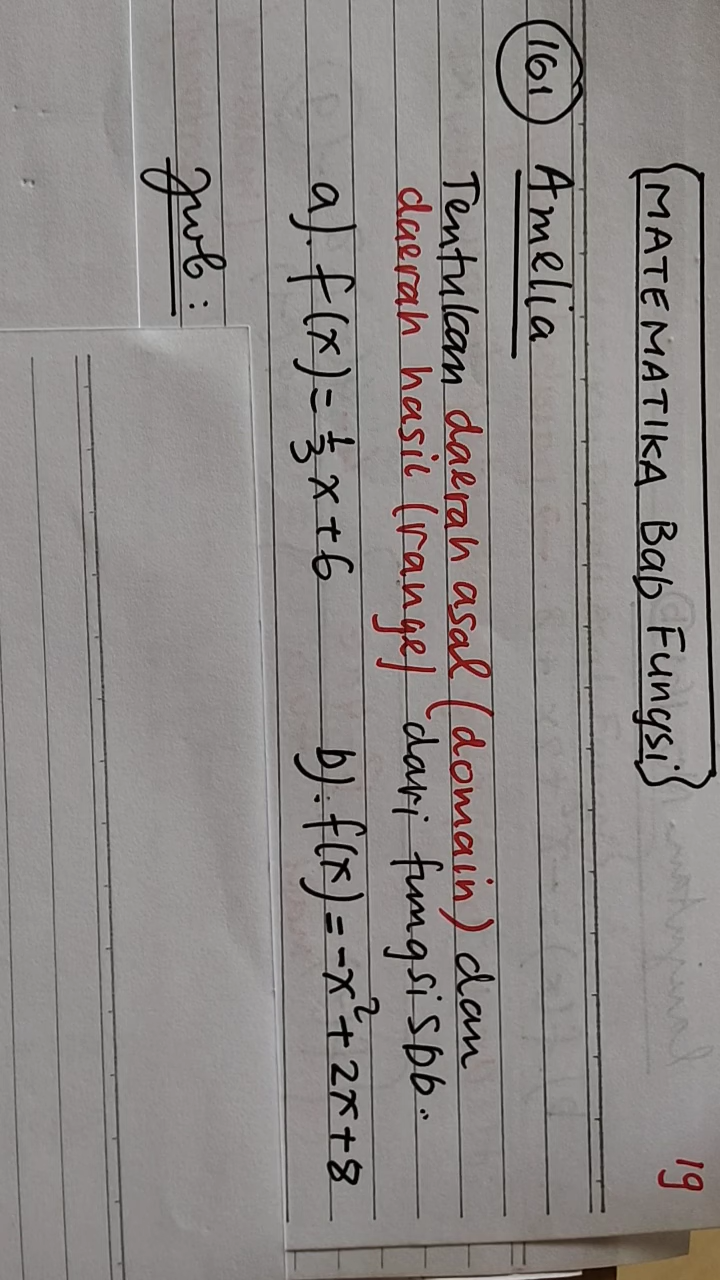 19
{MATEMATIKA Bab Fungsi}
161 Amelia
Tentukan daerah asal (domain) dan
daerah hasil (range) dari fungsi sbb:
a). f(x) = 1/3 x + 6 b). f(x) = -x² + 2x + 8
Jwb :